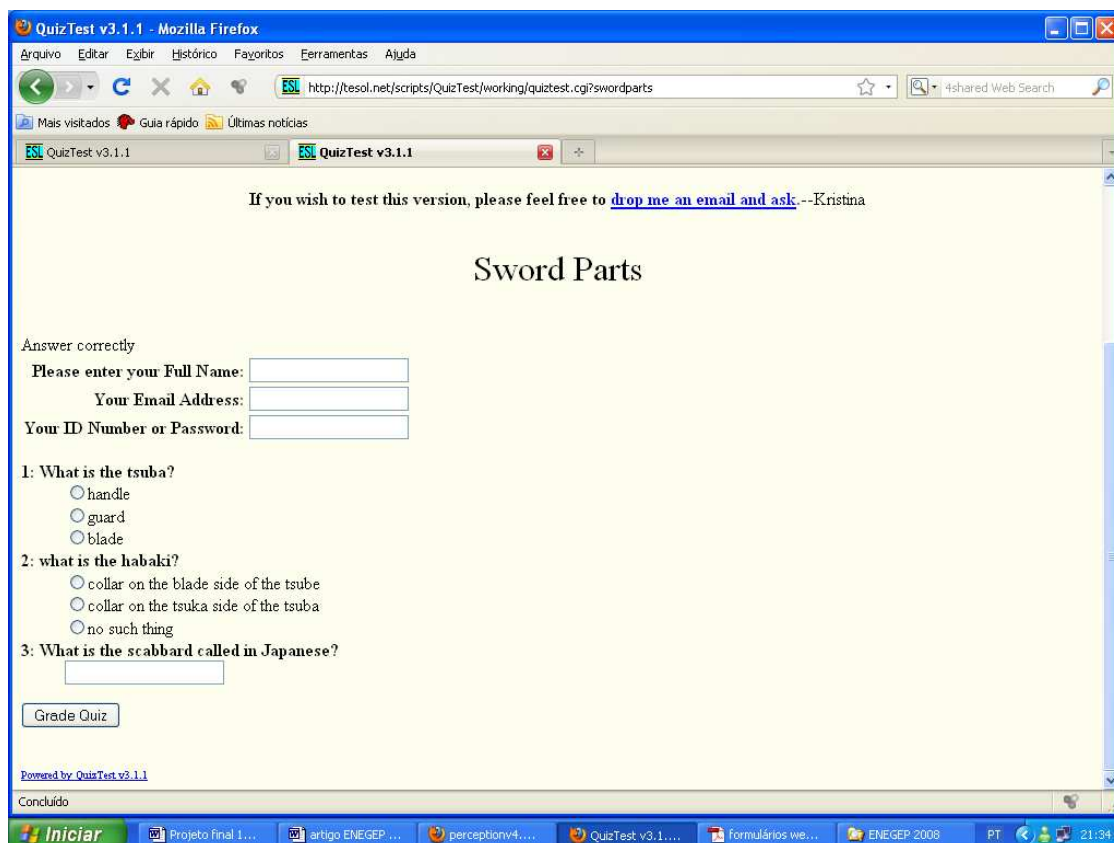 QuizTest v3.1.1 - Mozilla Firefox
Arquivo Editar Exibir Histórico Favoritos Ferramentas Ajuda
ESL http://tesol.net/scripts/QuizTest/working/quiztest.cgi?swordparts 4shared Web Search
Mais visitados Guia rápido Últimas notícias
ESL QuizTest v3.1.1 ESL QuizTest v3.1.1
If you wish to test this version, please feel free to drop me an email and ask.--Kristina
Sword Parts
Answer correctly
Please enter your Full Name:
Your Email Address:
Your ID Number or Password:
1: What is the tsuba?
handle
guard
blade
2: what is the habaki?
collar on the blade side of the tsube
collar on the tsuka side of the tsuba
no such thing
3: What is the scabbard called in Japanese?
Grade Quiz
Powered by QuizTest v3.1.1
Concluído
Iniciar Projeto final 1... artigo ENEGEP ... perceptionv4.... QuizTest v3.1.... formulários we... ENEGEP 2008 PT 21:34